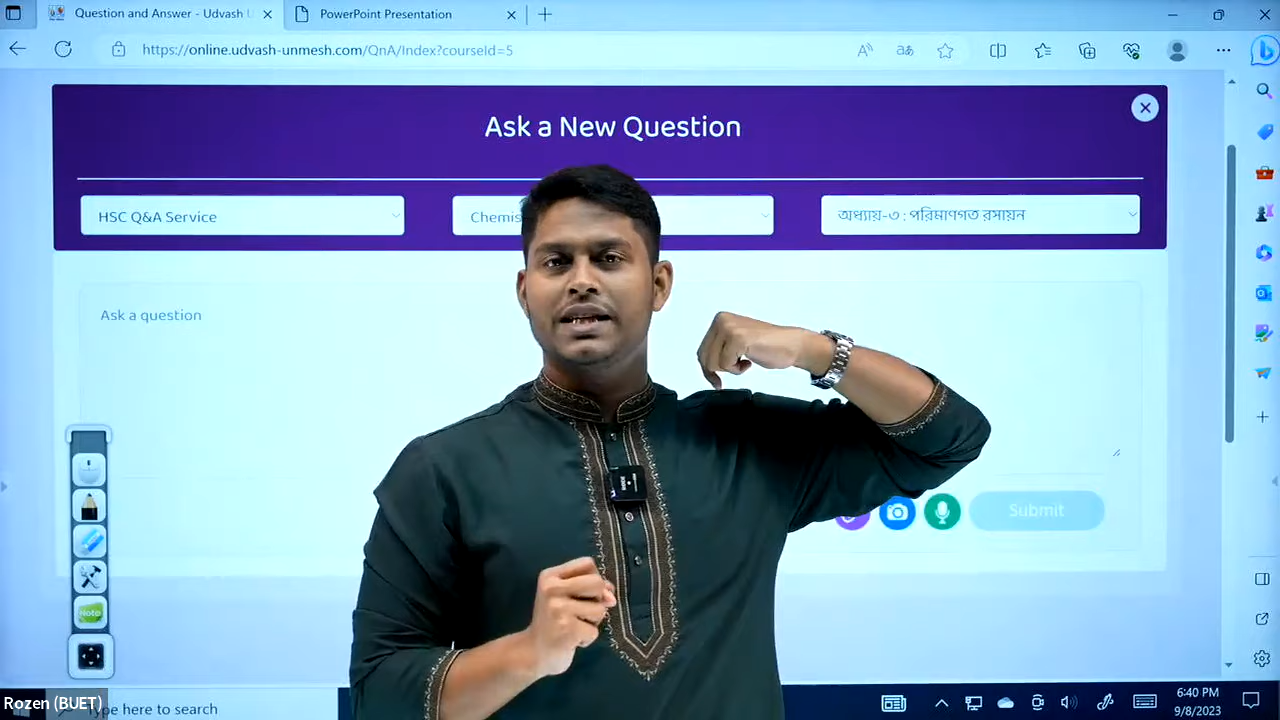 Question and Answer - Udvash U
PowerPoint Presentation
https://online.udvash-unmesh.com/QnA/Index?courseId=5
Ask a New Question
HSC Q&A Service
Chemis
অধ্যায়-৩ : পরিমাণগত রসায়ন
Ask a question
Submit
Note
Rozen (BUET)
Type here to search
6:40 PM
9/8/2023